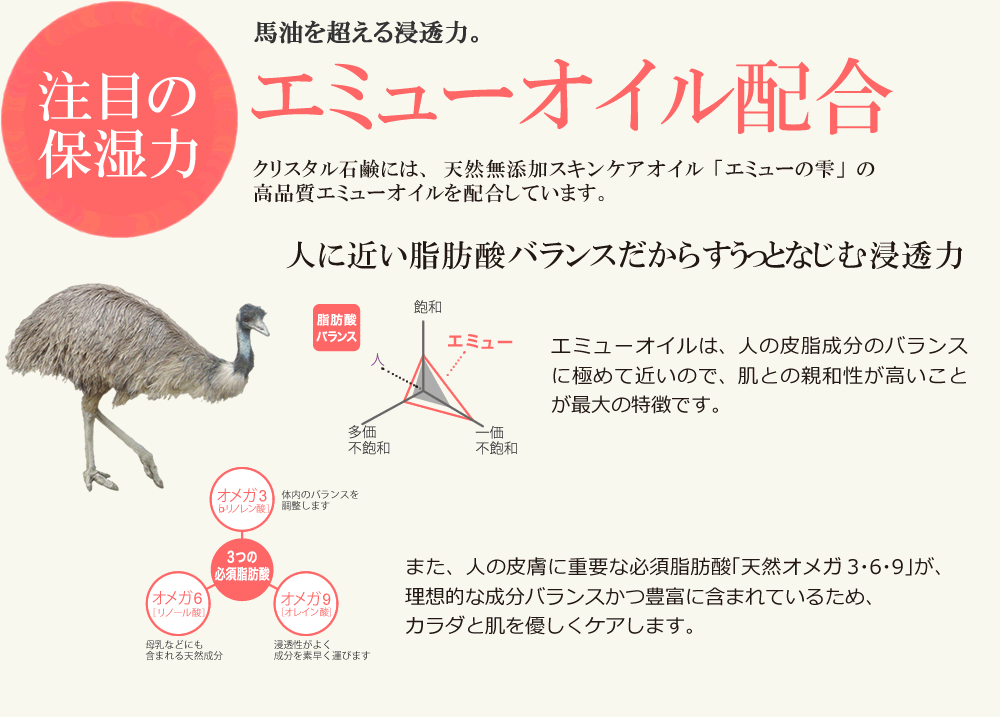 注目の
保湿力
馬油を超える浸透力。
エミューオイル配合
クリスタル石鹸には、天然無添加スキンケアオイル「エミューの雫」の
高品質エミューオイルを配合しています。
人に近い脂肪酸バランスだからすうっとなじむ浸透力
脂肪酸
バランス
飽和
エミュー
人
多価
不飽和
一価
不飽和
エミューオイルは、人の皮脂成分のバランス
に極めて近いので、肌との親和性が高いこと
が最大の特徴です。
オメガ3
[αリノレン酸]
体内のバランスを
調整します
3つの
必須脂肪酸
オメガ6
[リノール酸]
母乳などにも
含まれる天然成分
オメガ9
[オレイン酸]
浸透性がよく
成分を素早く運びます
また、人の皮膚に重要な必須脂肪酸「天然オメガ3・6・9」が、
理想的な成分バランスかつ豊富に含まれているため、
カラダと肌を優しくケアします。